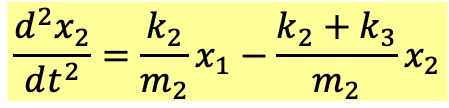 d²x₂/dt² = k₂/m₂ x₁ − (k₂ + k₃)/m₂ x₂